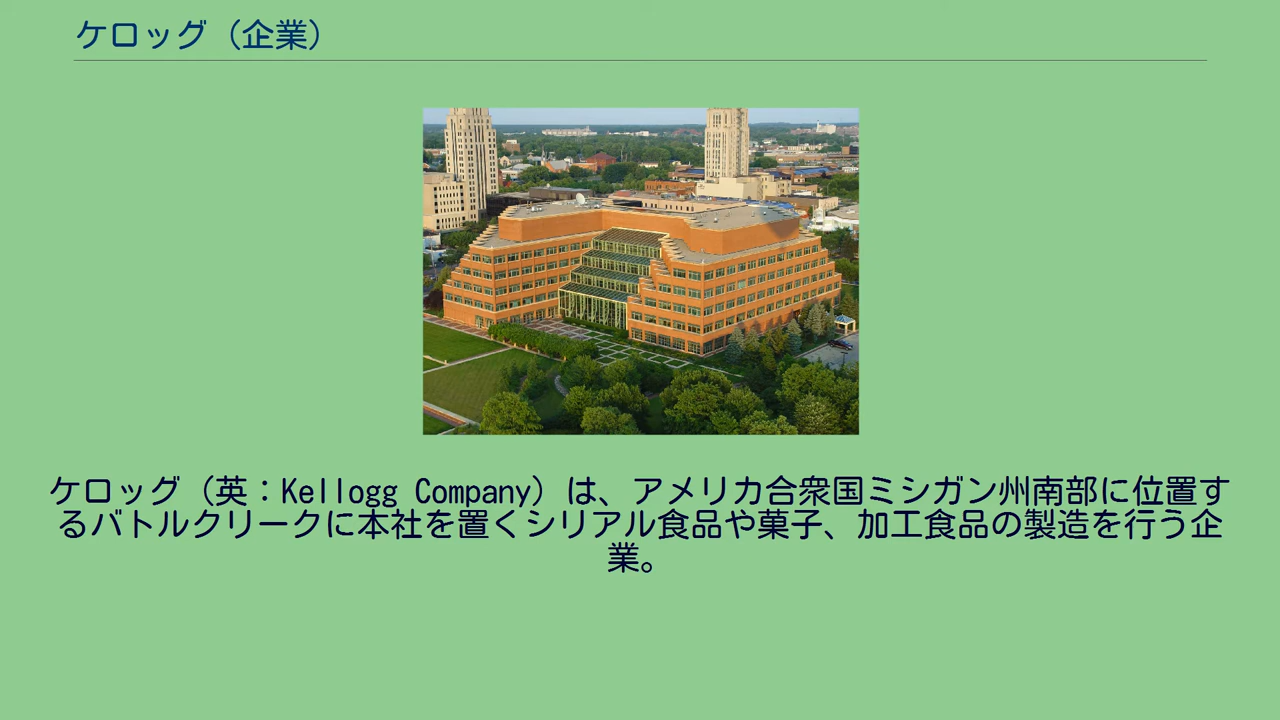 ケロッグ（企業）
ケロッグ（英：Kellogg Company）は、アメリカ合衆国ミシガン州南部に位置す
るバトルクリークに本社を置くシリアル食品や菓子、加工食品の製造を行う企
業。